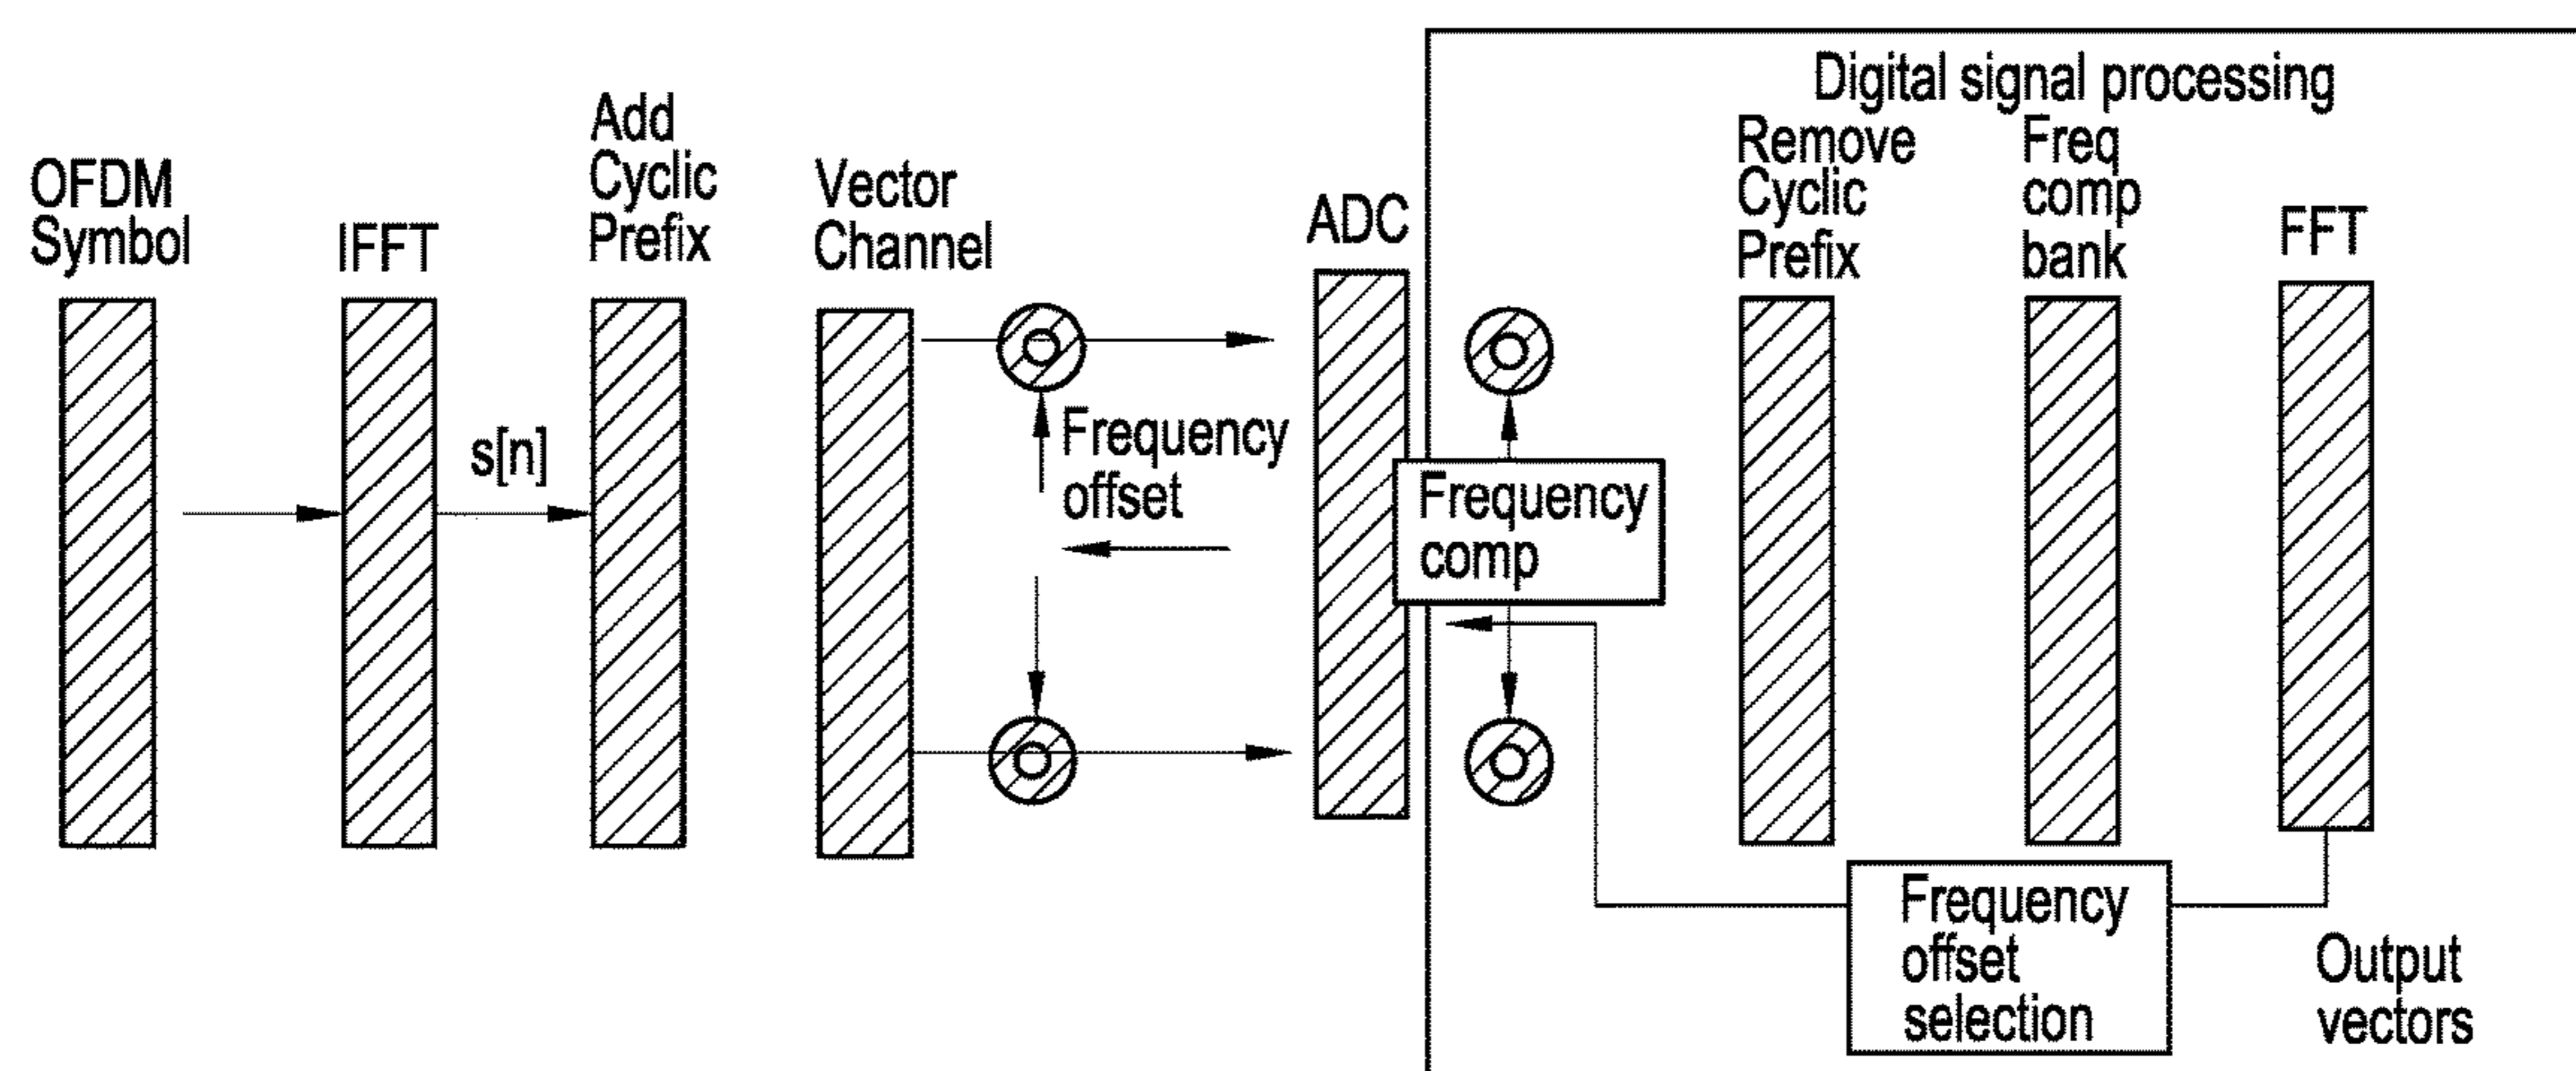 OFDM
Symbol
IFFT
s[n]
Add
Cyclic
Prefix
Vector
Channel
Frequency
offset
ADC
Digital signal processing
Frequency
comp
Remove
Cyclic
Prefix
Freq
comp
bank
FFT
Frequency
offset
selection
Output
vectors